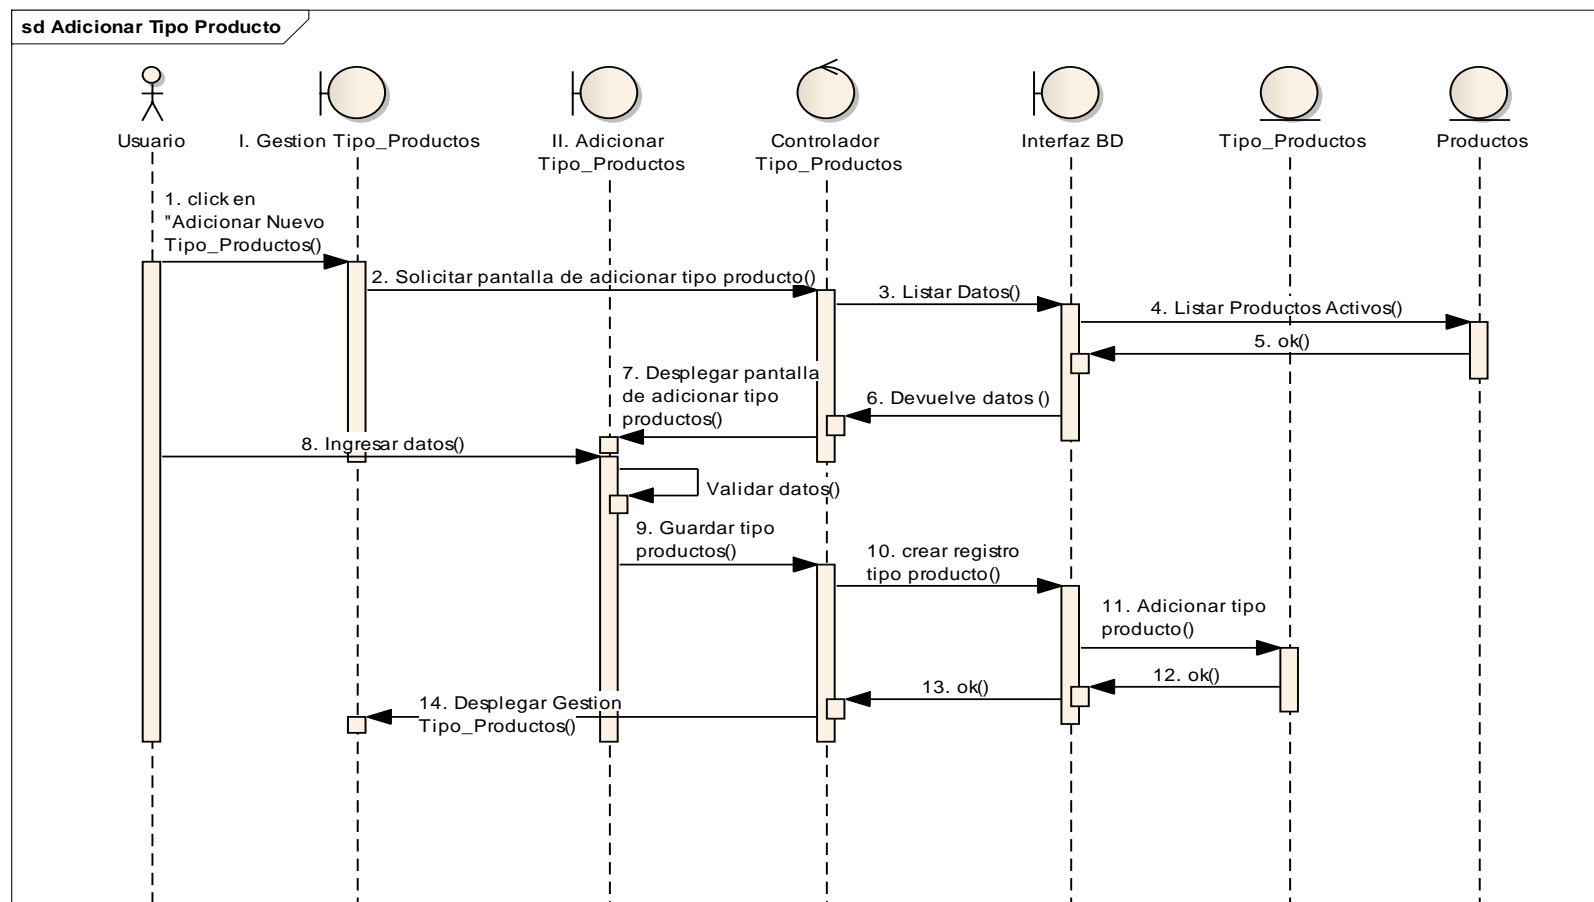 sd Adicionar Tipo Producto
Usuario
I. Gestion Tipo_Productos
II. Adicionar
Tipo_Productos
Controlador
Tipo_Productos
Interfaz BD
Tipo_Productos
Productos
1. click en
"Adicionar Nuevo
Tipo_Productos()
2. Solicitar pantalla de adicionar tipo producto()
3. Listar Datos()
4. Listar Productos Activos()
5. ok()
6. Devuelve datos ()
7. Desplegar pantalla
de adicionar tipo
productos()
8. Ingresar datos()
Validar datos()
9. Guardar tipo
productos()
10. crear registro
tipo producto()
11. Adicionar tipo
producto()
12. ok()
13. ok()
14. Desplegar Gestion
Tipo_Productos()